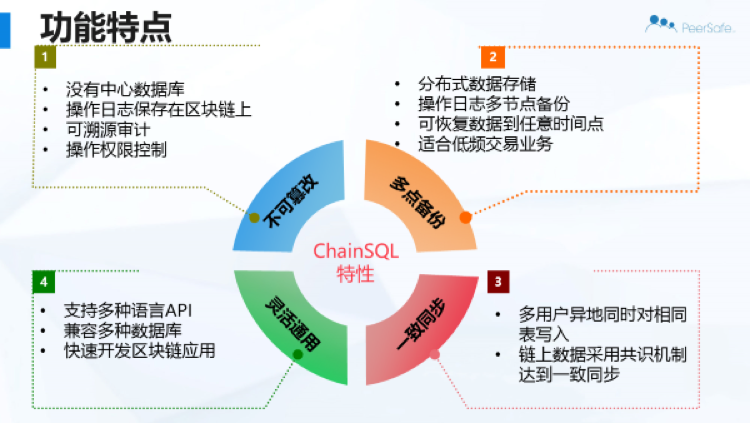 功能特点
PeerSafe
1
• 没有中心数据库
• 操作日志保存在区块链上
• 可溯源审计
• 操作权限控制
2
• 分布式数据存储
• 操作日志多节点备份
• 可恢复数据到任意时间点
• 适合低频交易业务
不可篡改
多点备份
ChainSQL
特性
灵活通用
一致同步
4
• 支持多种语言API
• 兼容多种数据库
• 快速开发区块链应用
3
• 多用户异地同时对相同
表写入
• 链上数据采用共识机制
达到一致同步